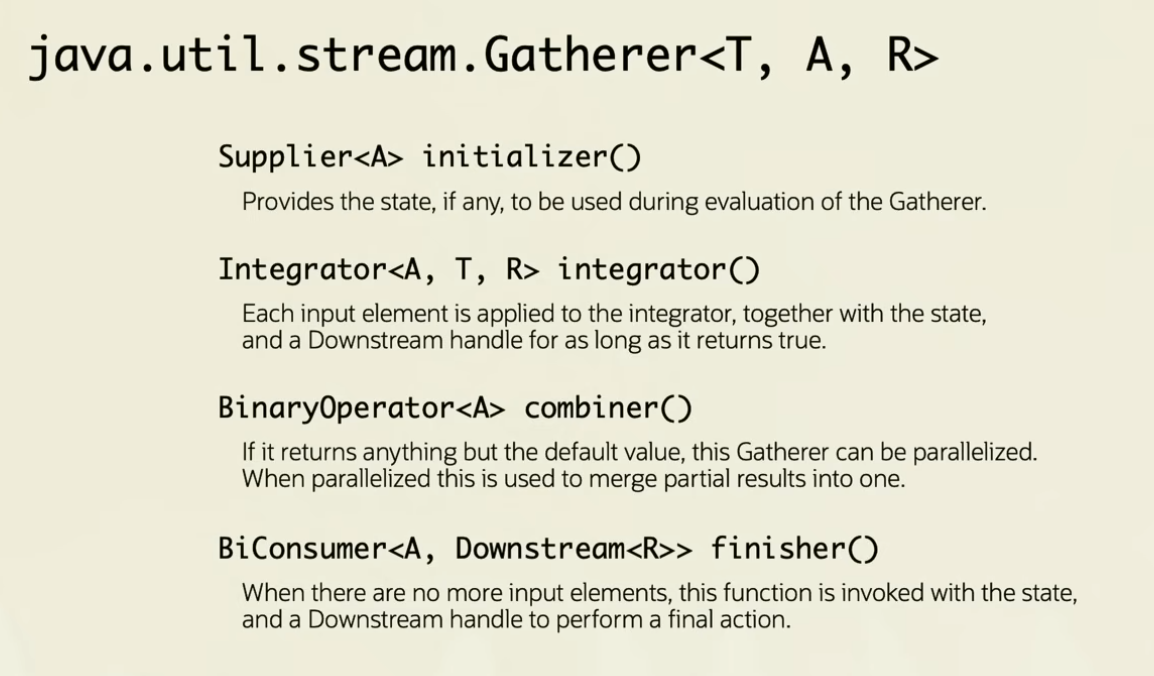 java.util.stream.Gatherer<T, A, R>
Supplier<A> initializer()
Provides the state, if any, to be used during evaluation of the Gatherer.
Integrator<A, T, R> integrator()
Each input element is applied to the integrator, together with the state,
and a Downstream handle for as long as it returns true.
BinaryOperator<A> combiner()
If it returns anything but the default value, this Gatherer can be parallelized.
When parallelized this is used to merge partial results into one.
BiConsumer<A, Downstream<R>> finisher()
When there are no more input elements, this function is invoked with the state,
and a Downstream handle to perform a final action.